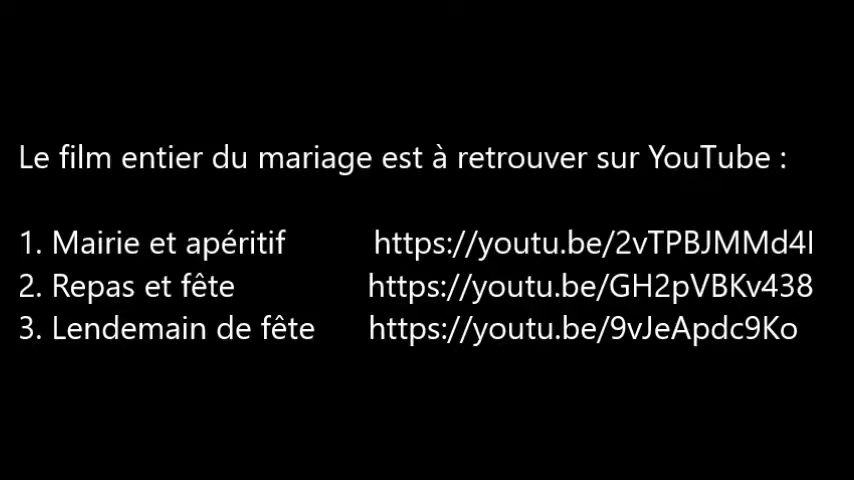 Le film entier du mariage est à retrouver sur YouTube :
1. Mairie et apéritif https://youtu.be/2vTPBJMMd4I
2. Repas et fête https://youtu.be/GH2pVBKv438
3. Lendemain de fête https://youtu.be/9vJeApdc9Ko